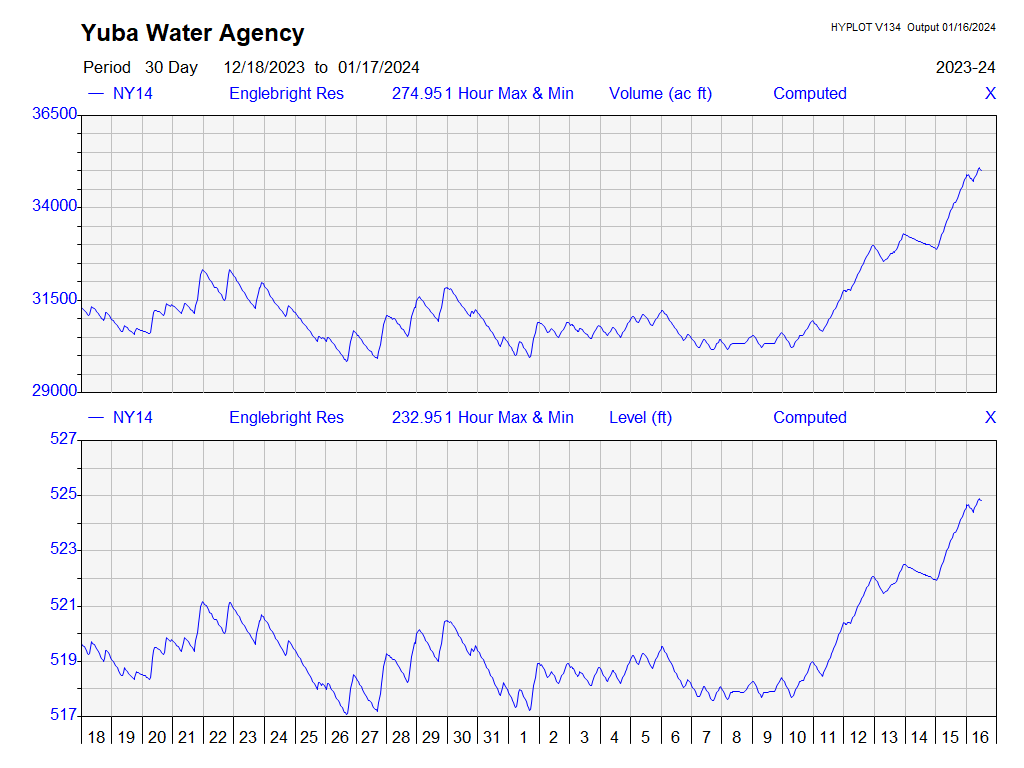 Yuba Water Agency HYPLOT V134 Output 01/16/2024
Period 30 Day 12/18/2023 to 01/17/2024 2023-24
NY14 Englebright Res 274.951 Hour Max & Min Volume (ac ft) Computed X
36500
34000
31500
29000
NY14 Englebright Res 232.951 Hour Max & Min Level (ft) Computed X
527
525
523
521
519
517
18 19 20 21 22 23 24 25 26 27 28 29 30 31 1 2 3 4 5 6 7 8 9 10 11 12 13 14 15 16